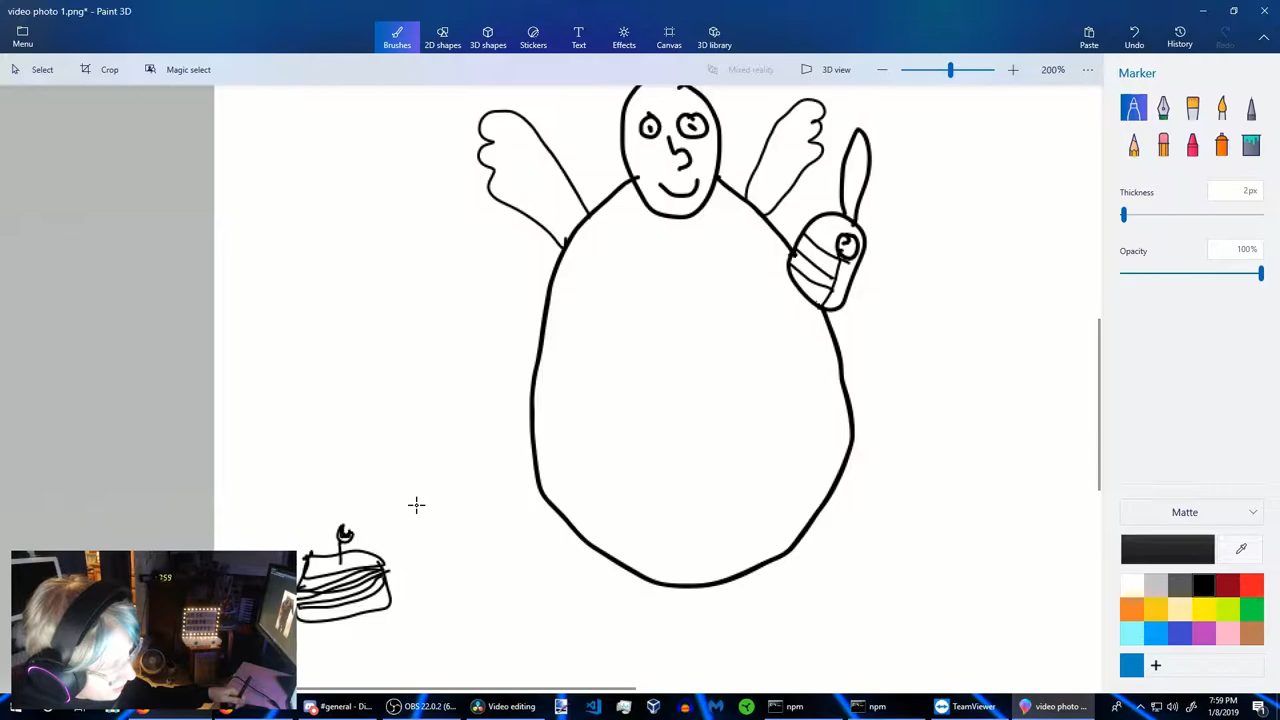 video photo 1.png* - Paint 3D
Menu
Brushes
2D shapes
3D shapes
Stickers
Text
Effects
Canvas
3D library
Paste
Undo
History
Redo
Select
Crop
Magic select
Mixed reality
3D view
200%
Marker
Thickness
2px
Opacity
100%
Matte
759
#general - Di...
OBS 22.0.2 (6...
Video editing
npm
npm
TeamViewer
video photo ...
7:59 PM
1/8/2019